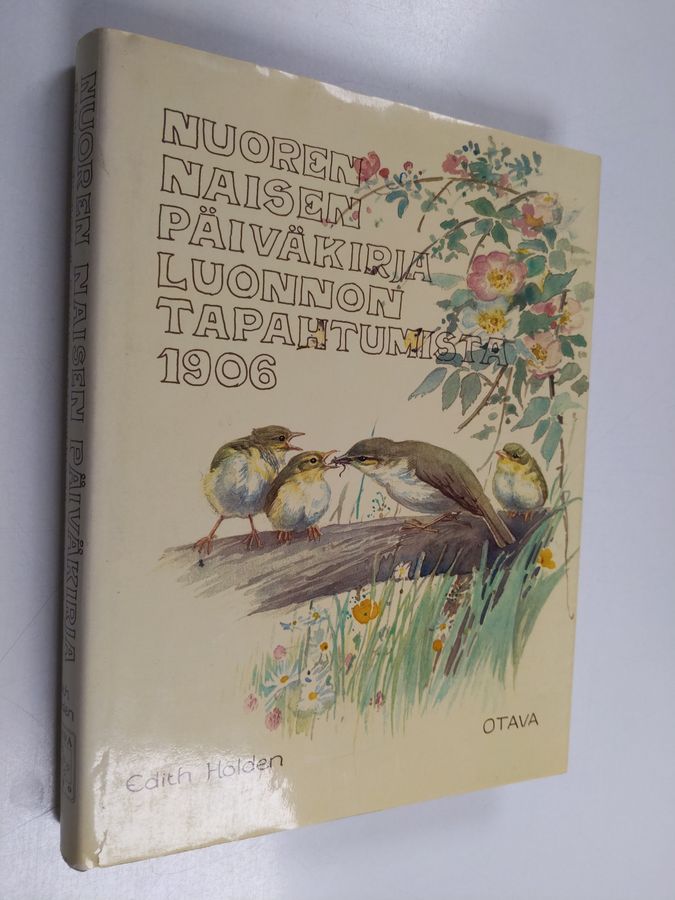 NUOREN
NAISEN
PÄIVÄKIRJA
LUONNON
TAPAHTUMISTA
1906
OTAVA
Edith Holden
NUOREN NAISEN PÄIVÄKIRJA